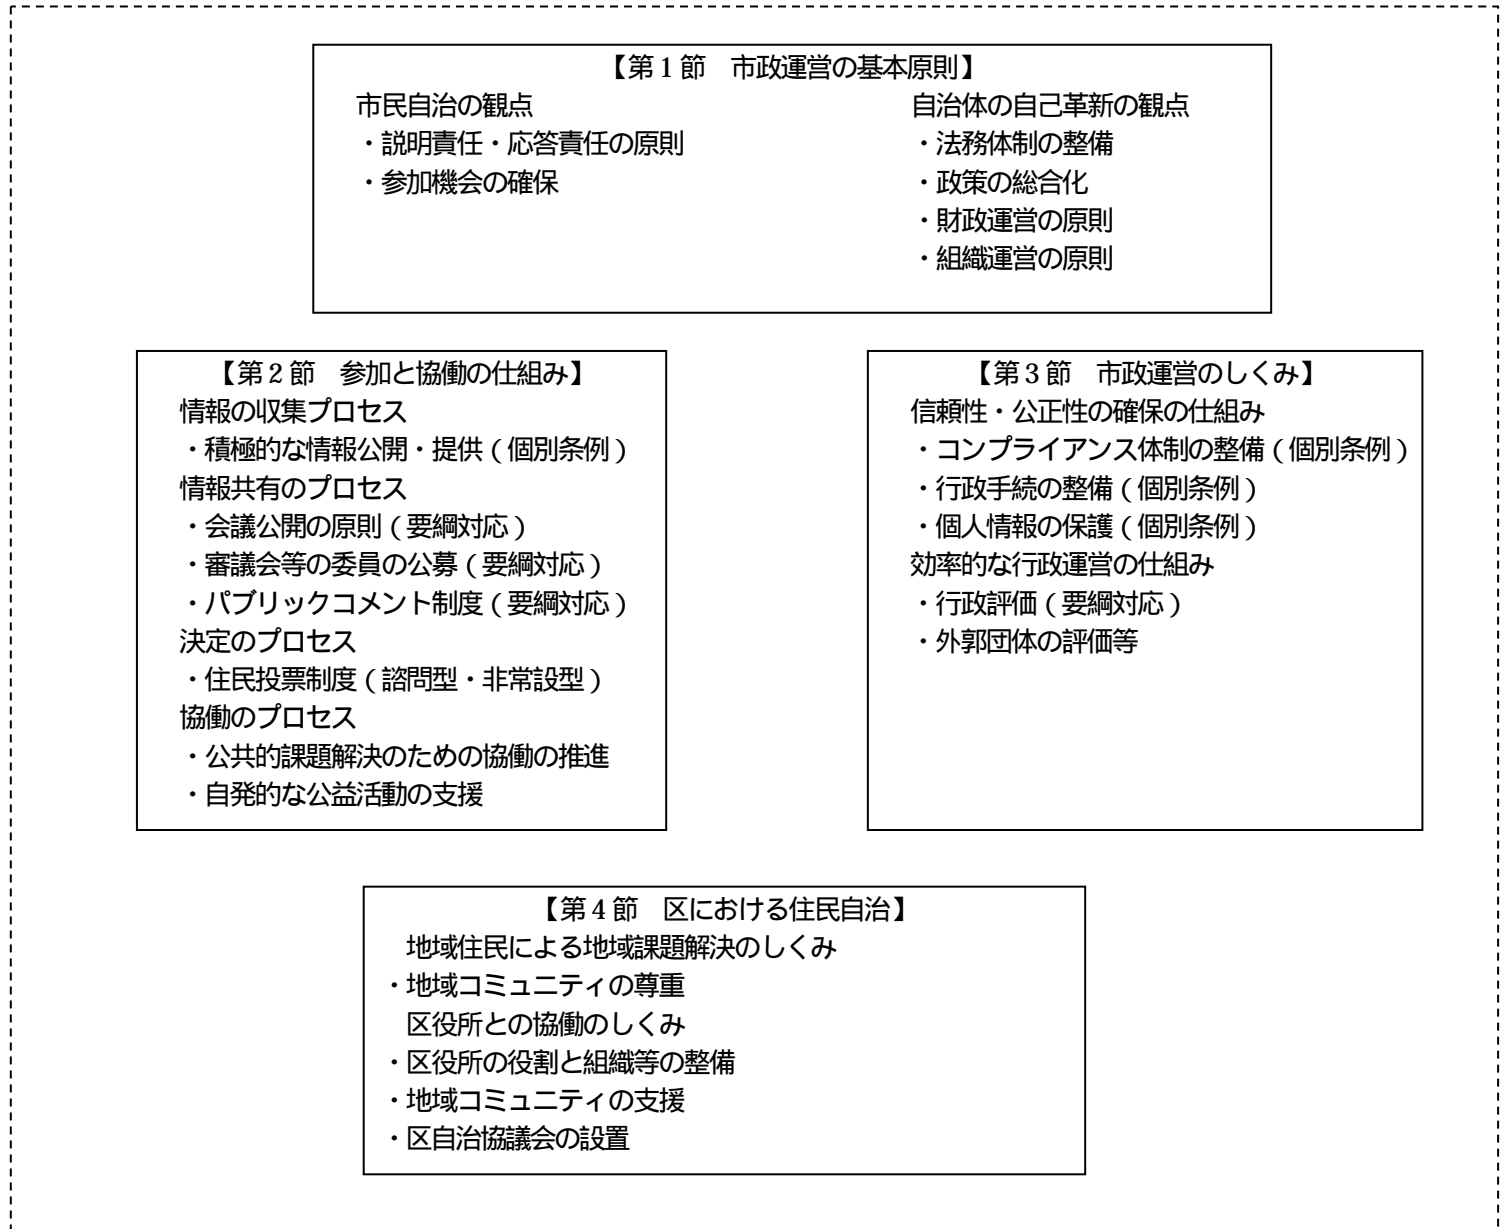 【第１節　市政運営の基本原則】
市民自治の観点
・説明責任・応答責任の原則
・参加機会の確保
自治体の自己革新の観点
・法務体制の整備
・政策の総合化
・財政運営の原則
・組織運営の原則
【第２節　参加と協働の仕組み】
情報の収集プロセス
・積極的な情報公開・提供（個別条例）
情報共有のプロセス
・会議公開の原則（要綱対応）
・審議会等の委員の公募（要綱対応）
・パブリックコメント制度（要綱対応）
決定のプロセス
・住民投票制度（諮問型・非常設型）
協働のプロセス
・公共的課題解決のための協働の推進
・自発的な公益活動の支援
【第３節　市政運営のしくみ】
信頼性・公正性の確保の仕組み
・コンプライアンス体制の整備（個別条例）
・行政手続の整備（個別条例）
・個人情報の保護（個別条例）
効率的な行政運営の仕組み
・行政評価（要綱対応）
・外郭団体の評価等
【第４節　区における住民自治】
地域住民による地域課題解決のしくみ
・地域コミュニティの尊重
区役所との協働のしくみ
・区役所の役割と組織等の整備
・地域コミュニティの支援
・区自治協議会の設置